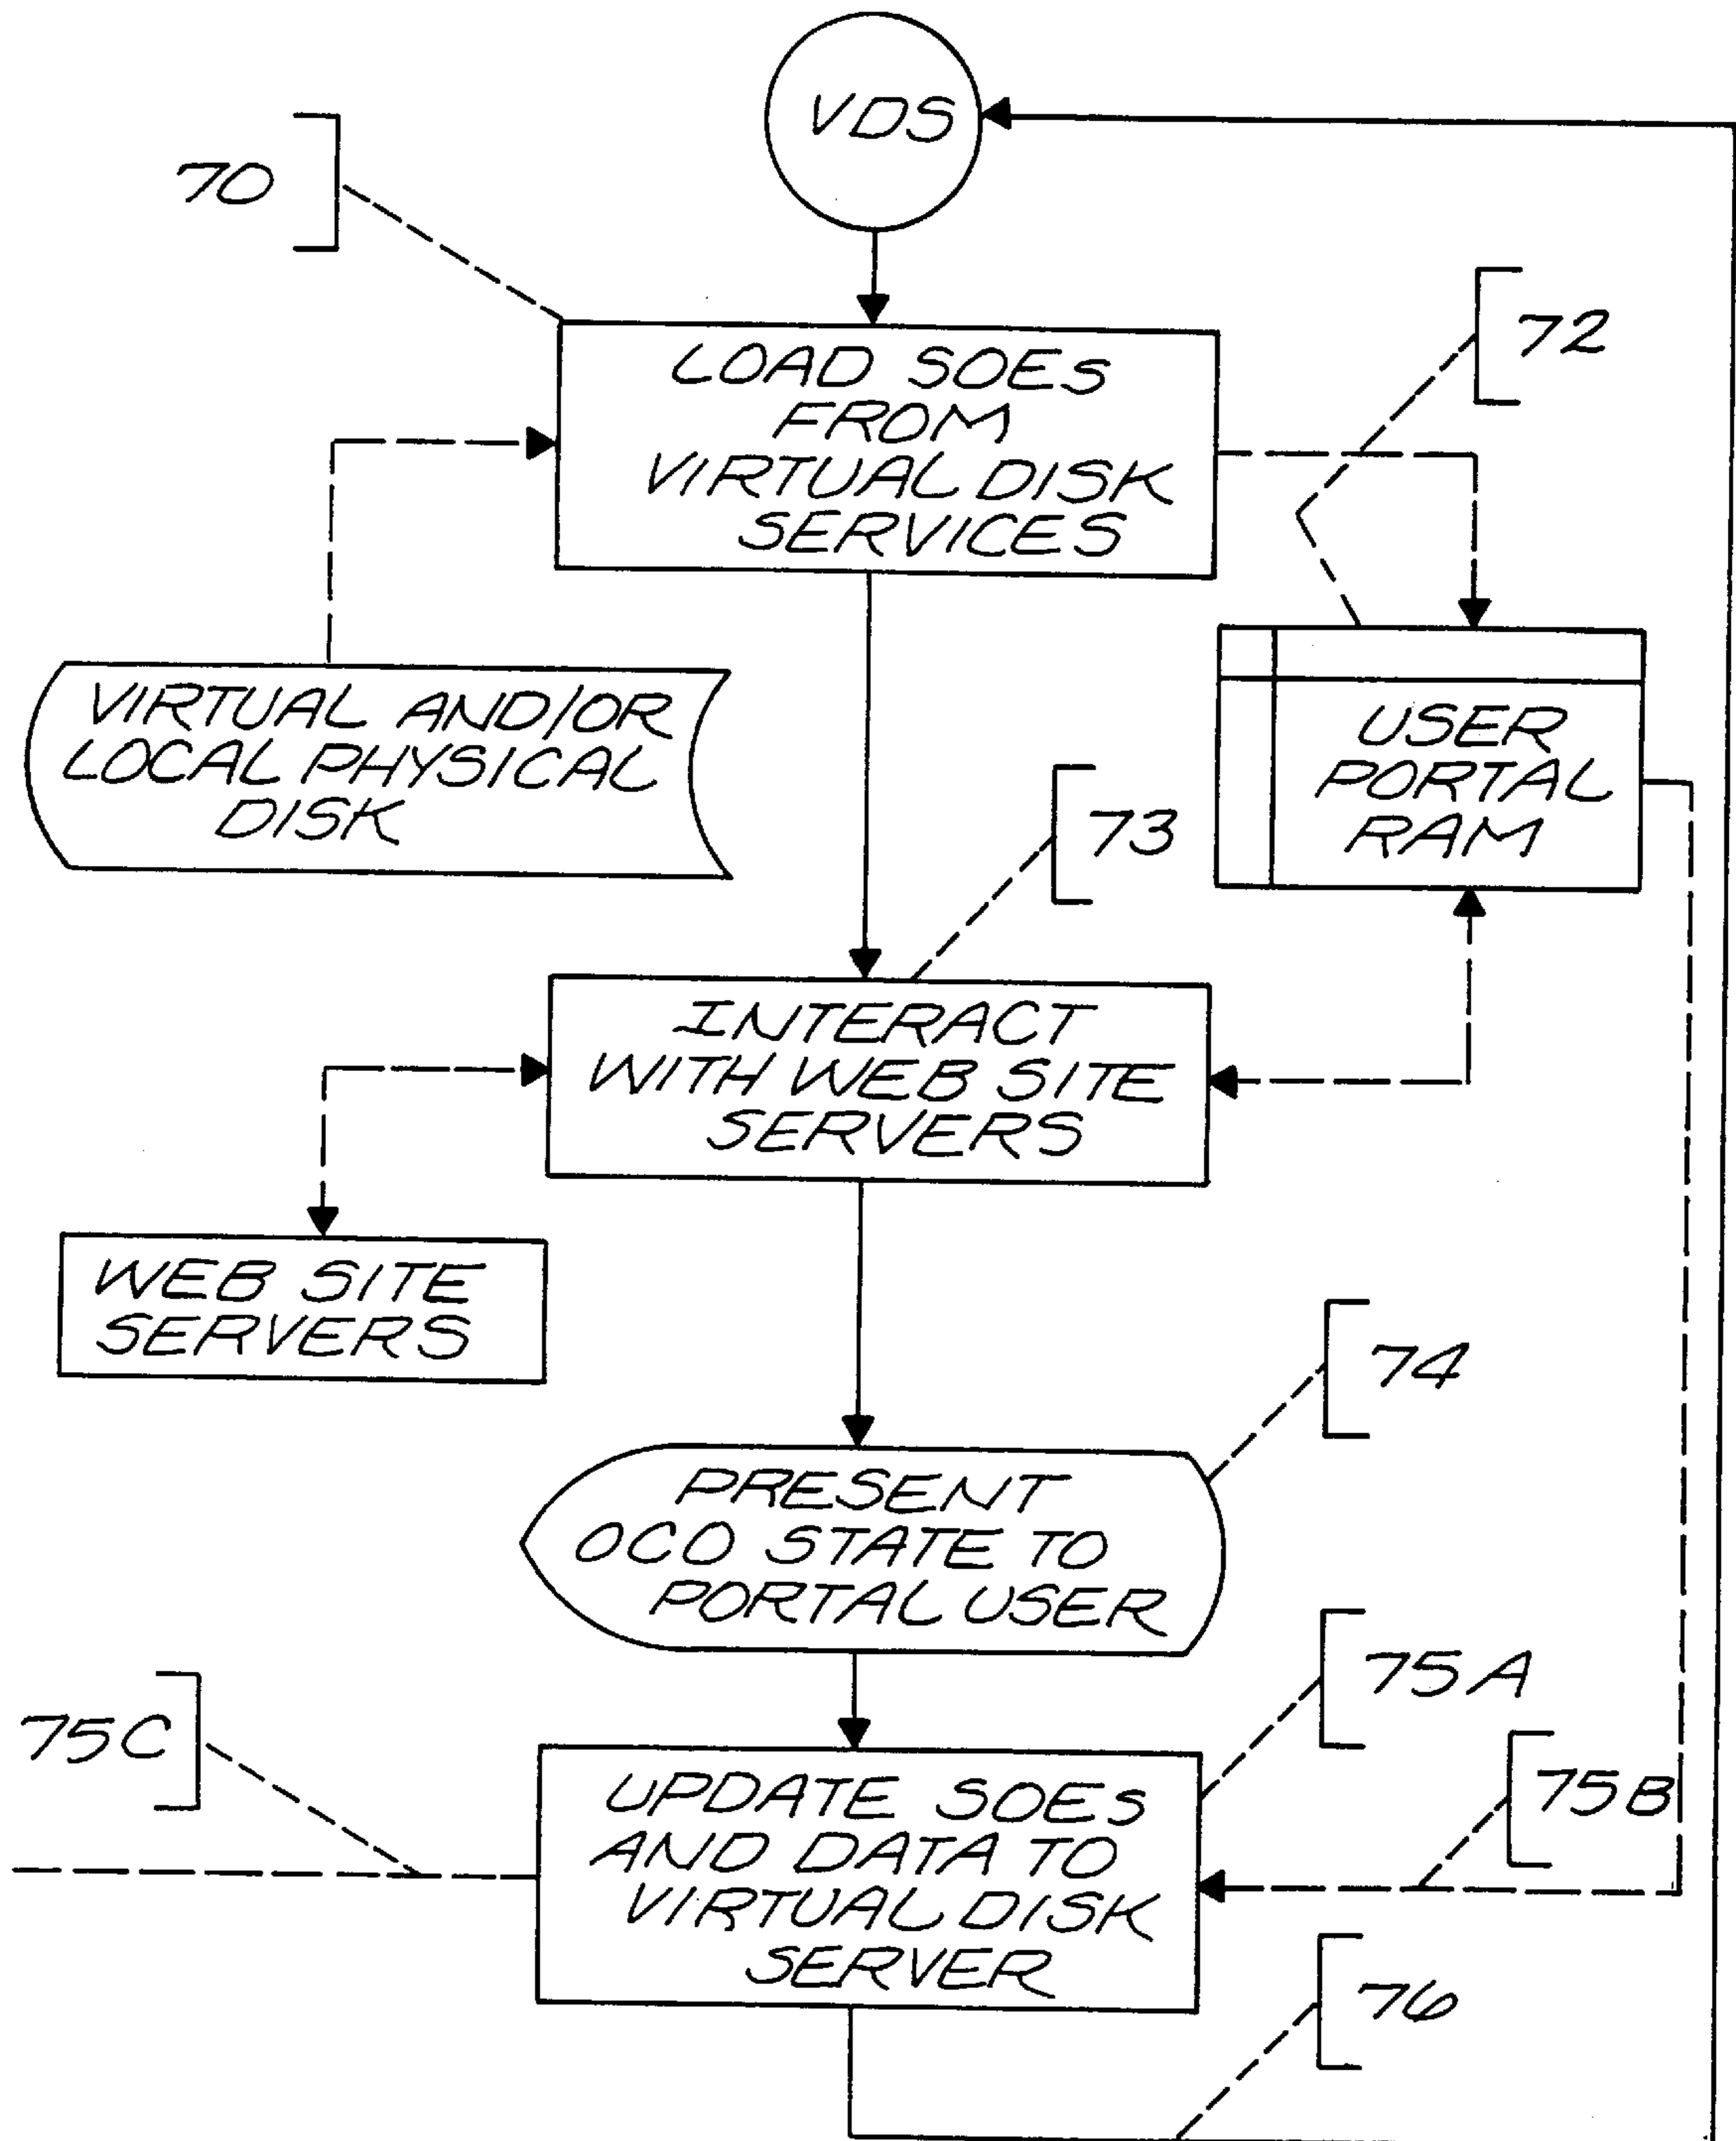 VDS
70
LOAD SOES
FROM
VIRTUAL DISK
SERVICES
72
VIRTUAL AND/OR
LOCAL PHYSICAL
DISK
USER
PORTAL
RAM
73
INTERACT
WITH WEB SITE
SERVERS
WEB SITE
SERVERS
74
PRESENT
OCO STATE TO
PORTAL USER
75A
75C
75B
UPDATE SOES
AND DATA TO
VIRTUAL DISK
SERVER
76